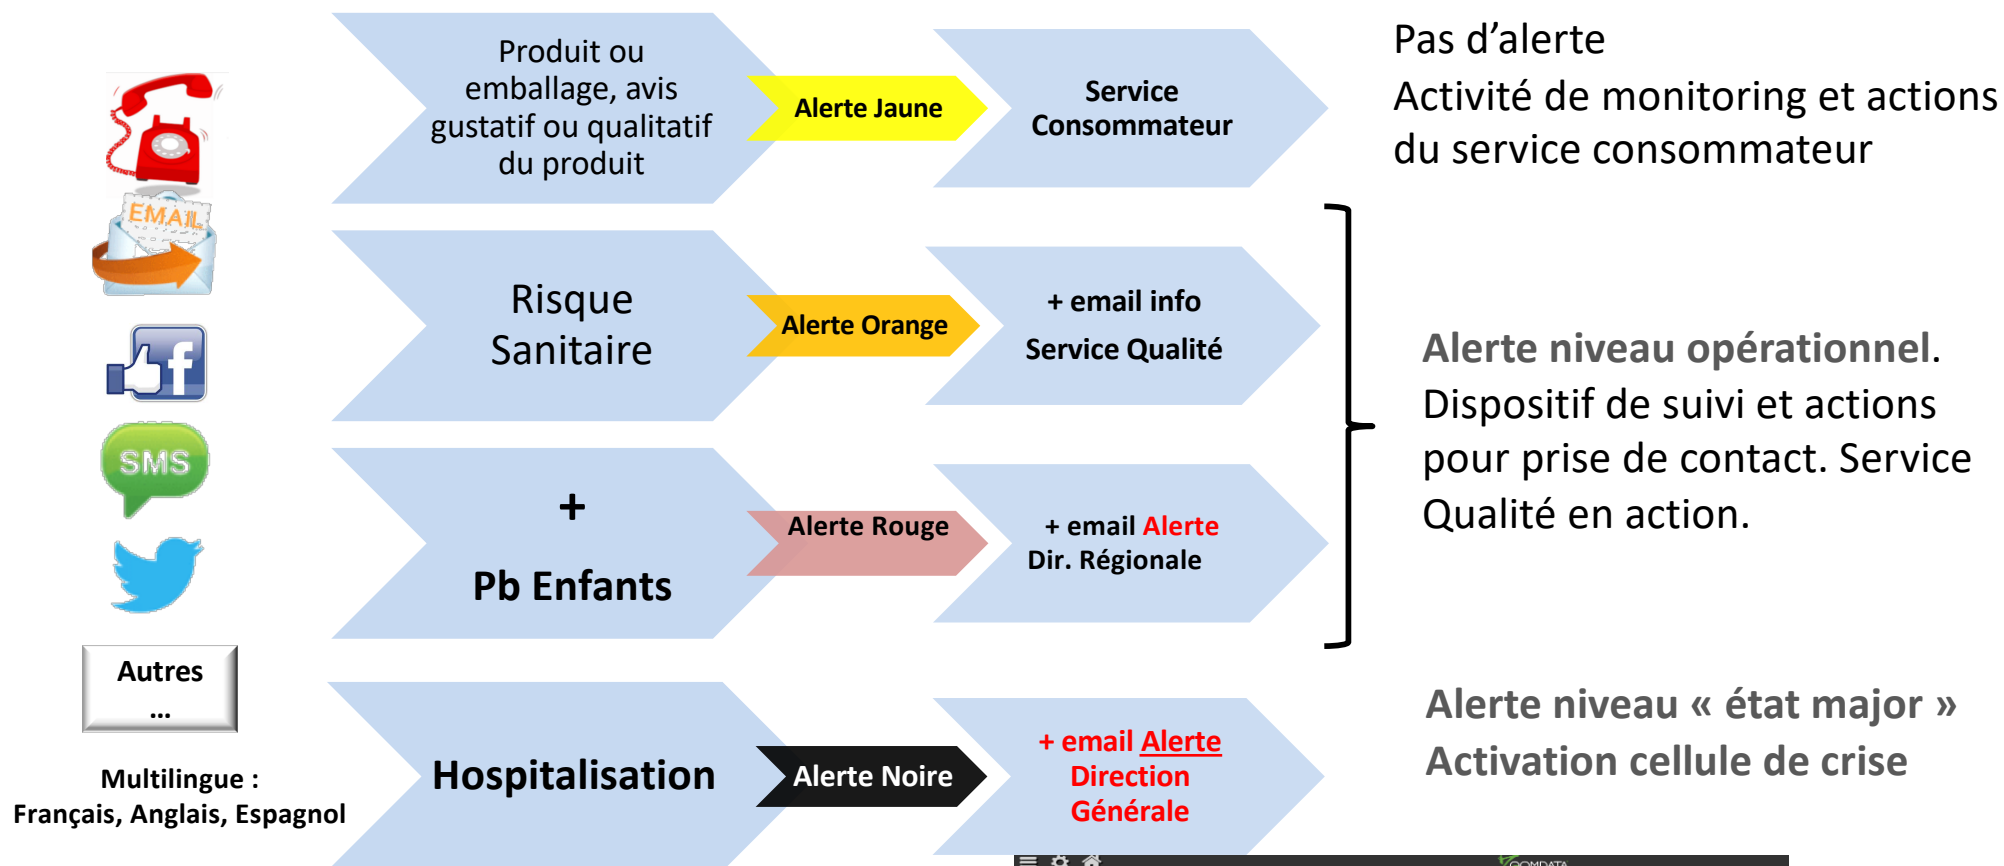 EMAIL
SMS
Autres
...
Multilingue :
Français, Anglais, Espagnol
Produit ou
emballage, avis
gustatif ou qualitatif
du produit
Alerte Jaune
Service
Consommateur
Pas d’alerte
Activité de monitoring et actions
du service consommateur
Risque
Sanitaire
Alerte Orange
+ email info
Service Qualité
+
Pb Enfants
Alerte Rouge
+ email Alerte
Dir. Régionale
Alerte niveau opérationnel.
Dispositif de suivi et actions
pour prise de contact. Service
Qualité en action.
Hospitalisation
Alerte Noire
+ email Alerte
Direction
Générale
Alerte niveau « état major »
Activation cellule de crise